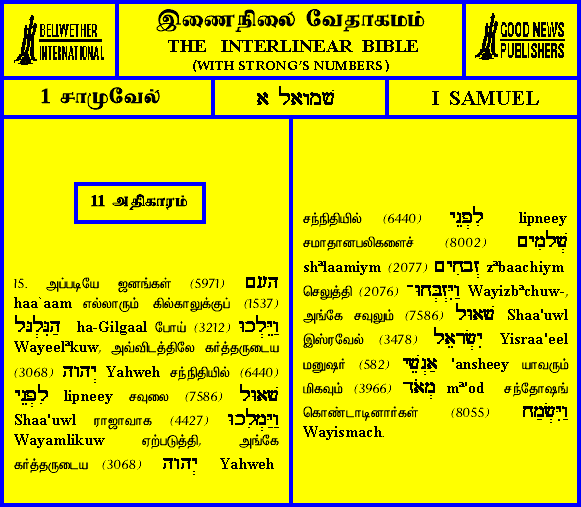 BELLWETHER
INTERNATIONAL
இணைநிலை வேதாகமம்
THE INTERLINEAR BIBLE
(WITH STRONG'S NUMBERS)
GOOD NEWS
PUBLISHERS
1 சாமுவேல்
שמואל א
I SAMUEL
11 அதிகாரம்
15. அப்படியே ஜனங்கள் (5971) העם
haa`aam எல்லாரும் கில்காலுக்குப் (1537)
הַגִּלְגָּל ha-Gilgaal போய் (3212) וַיֵּלְכוּ
Wayeelªkuw, அவ்விடத்திலே கர்த்தருடைய
(3068) יְהוָה Yahweh சந்நிதியில் (6440)
לִפְנֵי lipneey சவுலை (7586) שָׁאוּל
Shaa'uwl ராஜாவாக (4427) וַיַּמְלִכוּ
Wayamlikuw ஏற்படுத்தி, அங்கே
கர்த்தருடைய (3068) יְהוָה Yahweh
சந்நிதியில் (6440) לִפְנֵי lipneey
சமாதானபலிகளைச் (8002) שְׁלָמִים
shªlaamiym (2077) זְבָחִים zªbaachiym
செலுத்தி (2076) וַיִּזְבְּחוּ־ Wayizbªchuw-,
அங்கே சவுலும் (7586) שָׁאוּל Shaa'uwl
இஸ்ரவேல் (3478) יִשְׂרָאֵל Yisraa'eel
மனுஷர் (582) אַנְשֵׁי 'ansheey யாவரும்
மிகவும் (3966) מְאֹד mª'od சந்தோஷங்
கொண்டாடினார்கள் (8055) וַיִּשְׂמַח
Wayismach.